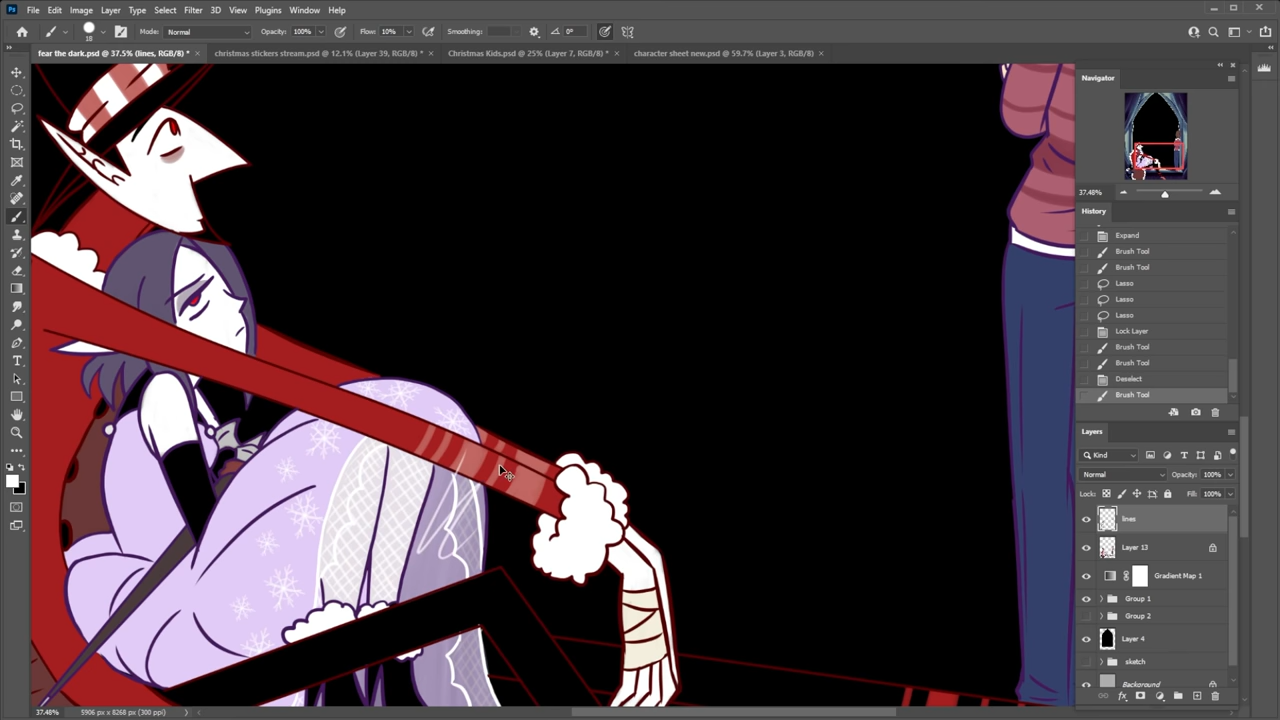 Ps File Edit Image Layer Type Select Filter 3D View Plugins Window Help
18 Mode: Normal Opacity: 100% Flow: 10% Smoothing: 0°
fear the dark.psd @ 37.5% (lines, RGB/8) * × christmas stickers stream.psd @ 12.1% (Layer 39, RGB/8) * × Christmas Kids.psd @ 25% (Layer 7, RGB/8) * × character sheet new.psd @ 59.7% (Layer 3, RGB/8) ×
Navigator
37.48%
History
Expand
Brush Tool
Brush Tool
Lasso
Lasso
Lasso
Lock Layer
Brush Tool
Brush Tool
Deselect
Brush Tool
Layers
Kind
Normal Opacity: 100%
Lock: Fill: 100%
lines
Layer 13
Gradient Map 1
Group 1
Group 2
Layer 4
sketch
Background
fx
37.48% 5906 px x 8268 px (300 ppi)